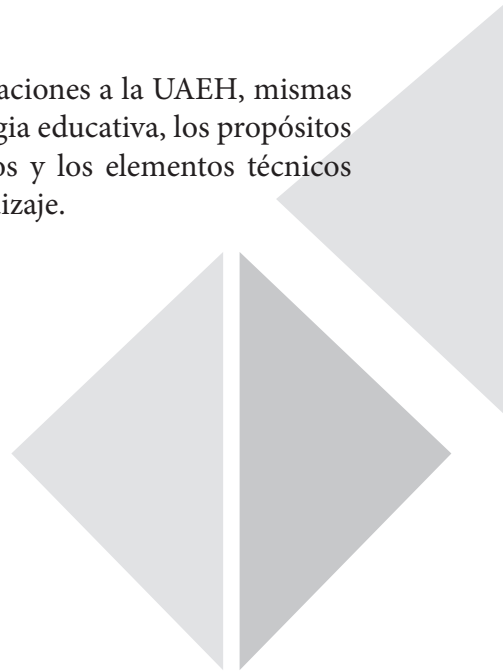 aciones a la UAEH, mismas
gia educativa, los propósitos
os y los elementos técnicos
izaje.